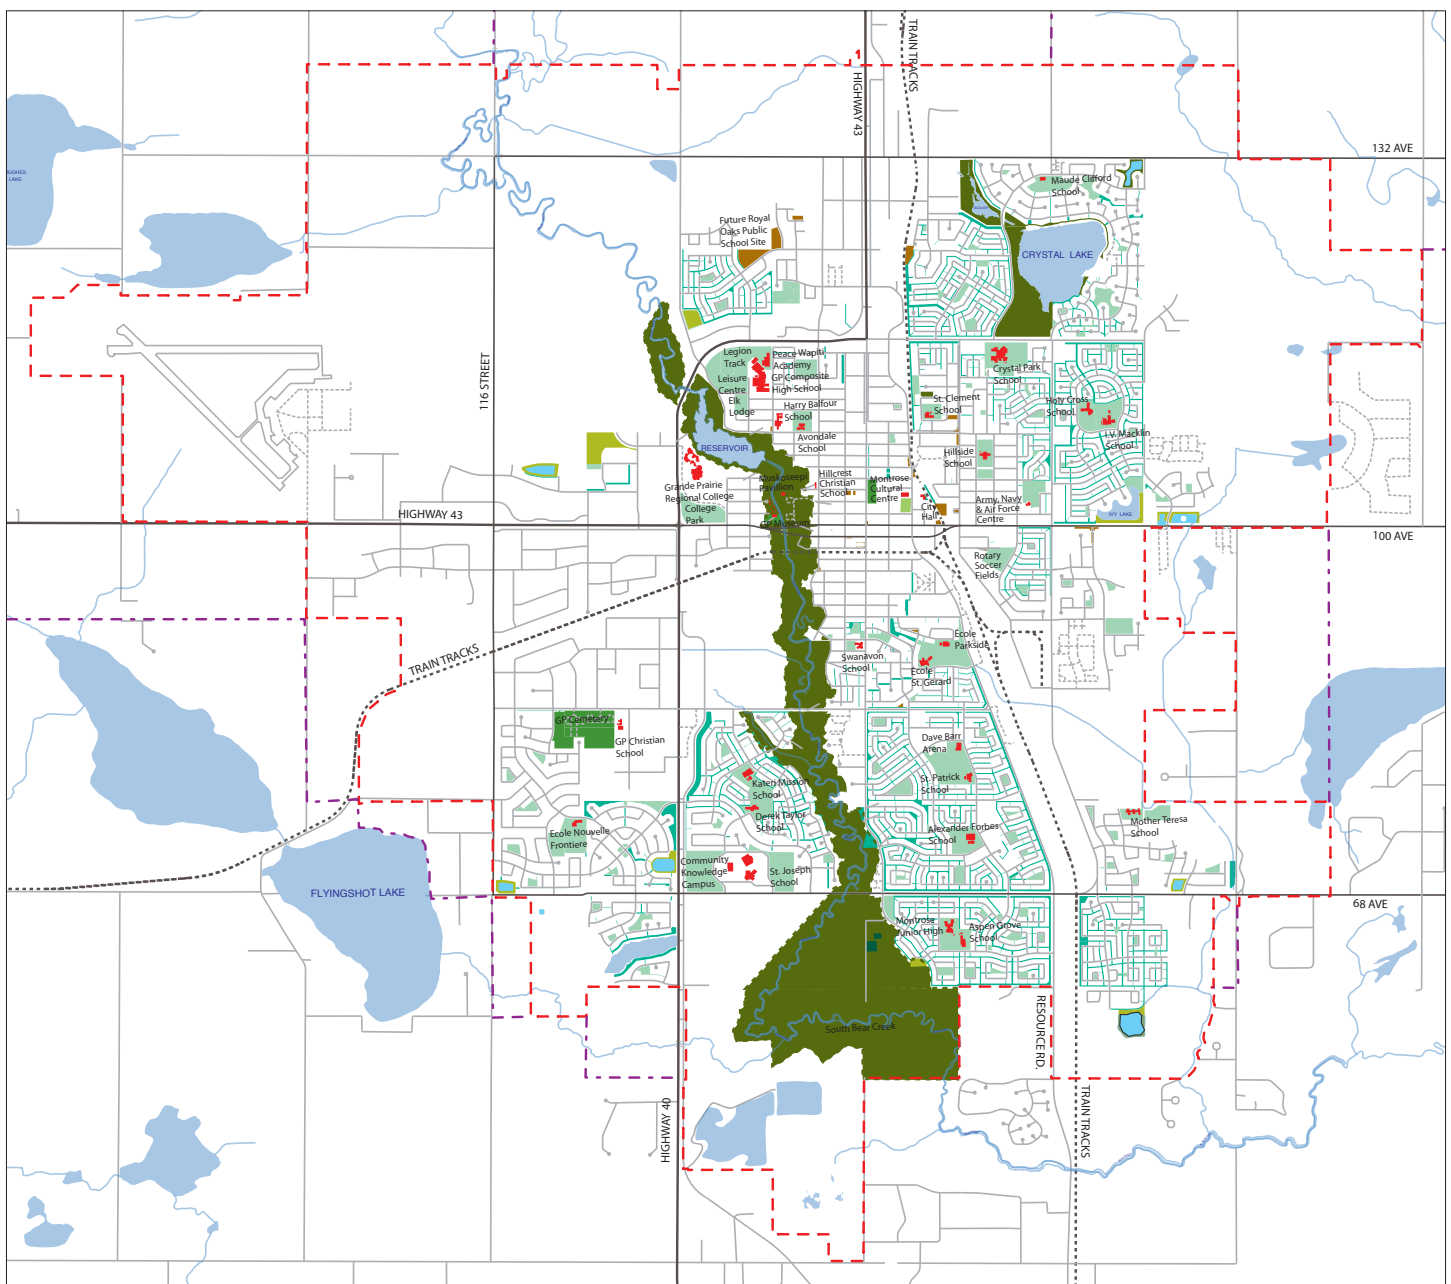 TRAIN TRACKS
HIGHWAY 43
132 AVE
HUGHES
LAKE
Maude Clifford
School
Future Royal
Oaks Public
School Site
CRYSTAL LAKE
116 STREET
Legion
Track
Peace Wapiti
Academy
Leisure
Centre
GP Composite
High School
Elk
Lodge
Harry Balfour
School
Avondale
School
Crystal Park
School
St. Clement
School
Holy Cross
School
I.V. Macklin
School
RESERVOIR
Hillside
School
Grande Prairie
Regional College
College
Park
Muskoseepi
Pavilion
Hillcrest
Christian
School
Montrose
Cultural
Centre
City
Hall
Army, Navy
& Air Force
Centre
IVY LAKE
HIGHWAY 43
GP Museum
100 AVE
Rotary
Soccer
Fields
TRAIN TRACKS
École
Parkside
Swanavon
School
École
St. Gerard
GP Cemetery
GP Christian
School
Dave Barr
Arena
St. Patrick
School
Kateri Mission
School
Derek Taylor
School
Alexander Forbes
School
Mother Teresa
School
Ecole Nouvelle
Frontiere
Community
Knowledge
Campus
St. Joseph
School
FLYINGSHOT LAKE
68 AVE
Montrose
Junior High
Aspen Grove
School
South Bear Creek
RESOURCE RD.
HIGHWAY 40
TRAIN TRACKS